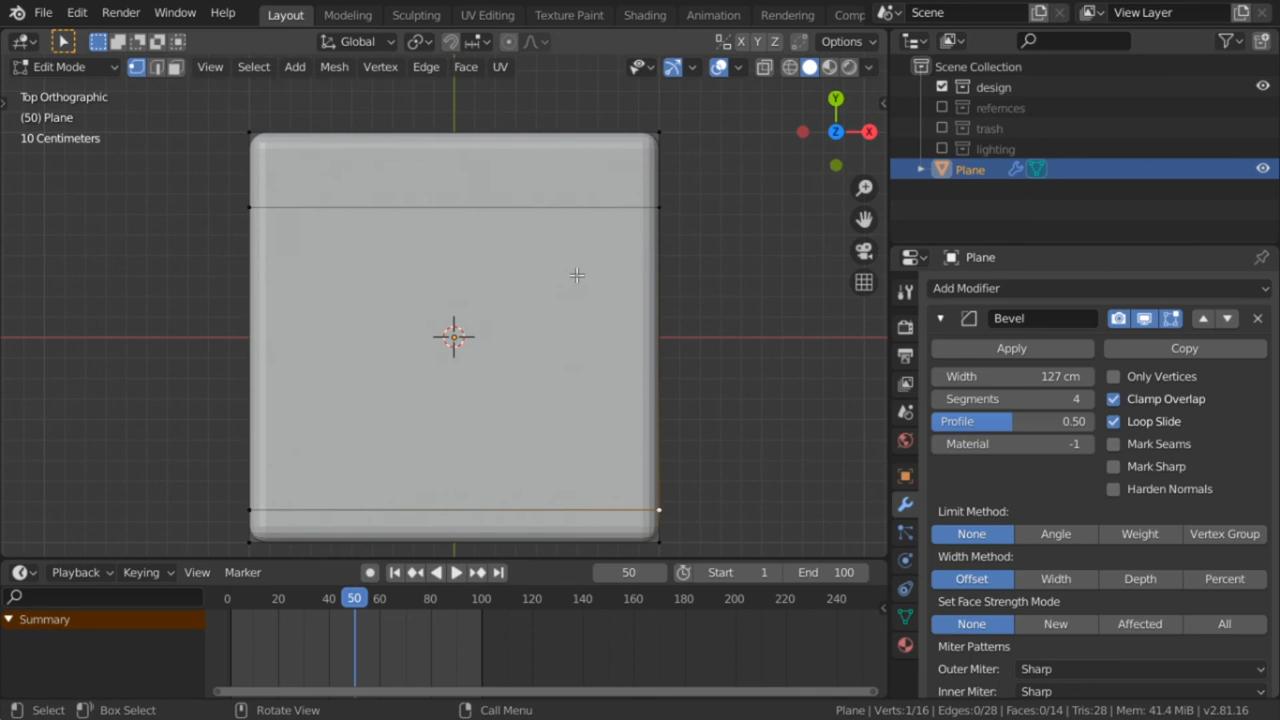 File Edit Render Window Help Layout Modeling Sculpting UV Editing Texture Paint Shading Animation Rendering Comp Scene View Layer
Global X Y Z Options
Edit Mode View Select Add Mesh Vertex Edge Face UV
Scene Collection
design
refernces
trash
lighting
Plane
Top Orthographic
(50) Plane
10 Centimeters
Y
Z
X
Plane
Add Modifier
Bevel
Apply Copy
Width 127 cm Only Vertices
Segments 4 Clamp Overlap
Profile 0.50 Loop Slide
Material -1 Mark Seams
Mark Sharp
Harden Normals
Limit Method:
None Angle Weight Vertex Group
Width Method:
Offset Width Depth Percent
Set Face Strength Mode
None New Affected All
Miter Patterns
Outer Miter: Sharp
Inner Miter: Sharp
Playback Keying View Marker 50 Start 1 End 100
0 20 40 50 60 80 100 120 140 160 180 200 220 240
Summary
Select Box Select Rotate View Call Menu Plane | Verts:1/16 | Edges:0/28 | Faces:0/14 | Tris:28 | Mem: 41.4 MiB | v2.81.16